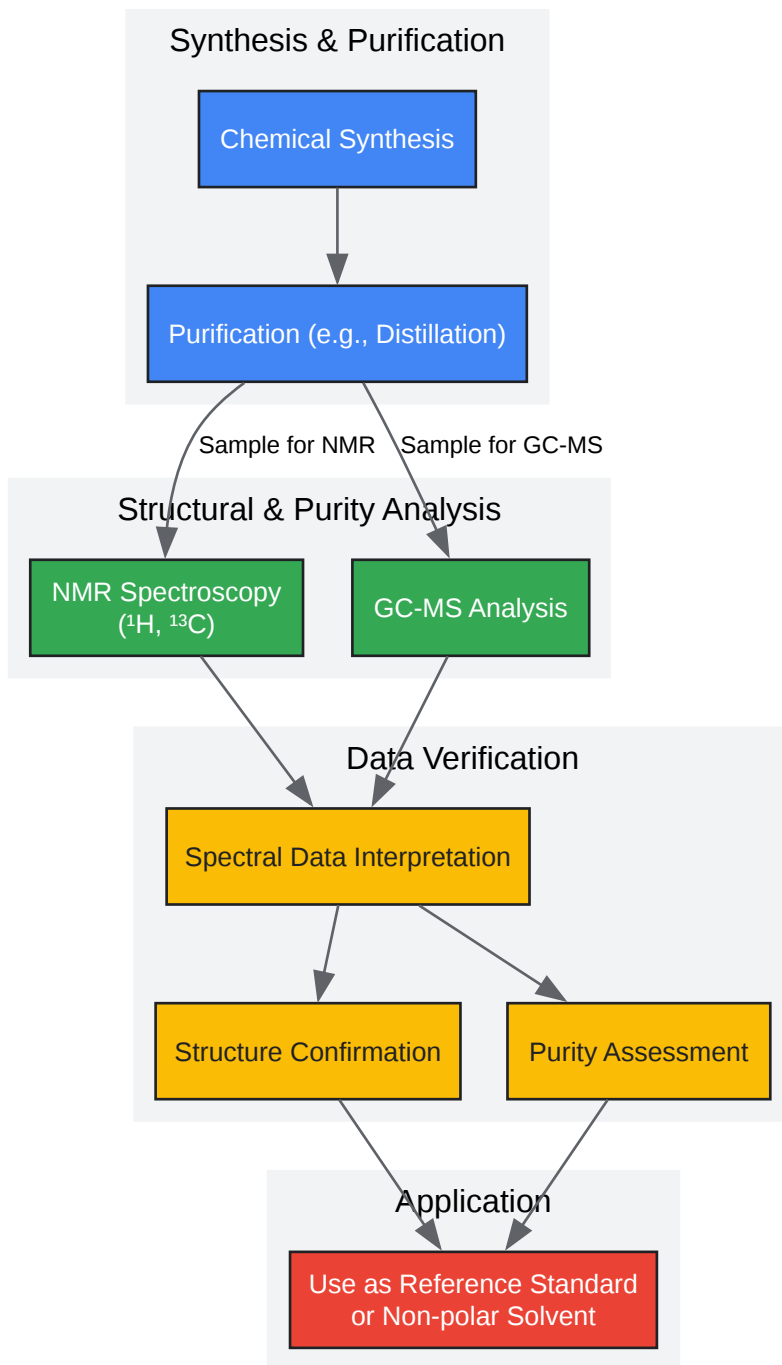 Synthesis & Purification
Chemical Synthesis
Purification (e.g., Distillation)
Sample for NMR
Sample for GC-MS
Structural & Purity Analysis
NMR Spectroscopy
(¹H, ¹³C)
GC-MS Analysis
Data Verification
Spectral Data Interpretation
Structure Confirmation
Purity Assessment
Application
Use as Reference Standard
or Non-polar Solvent